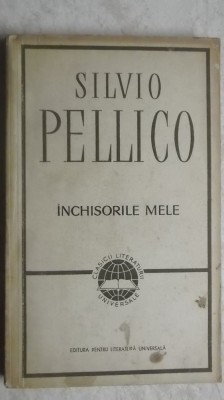 SILVIO
PELLICO
ÎNCHISORILE MELE
CLASICII LITERATURII
UNIVERSALE
EDITURA PENTRU LITERATURĂ UNIVERSALĂ